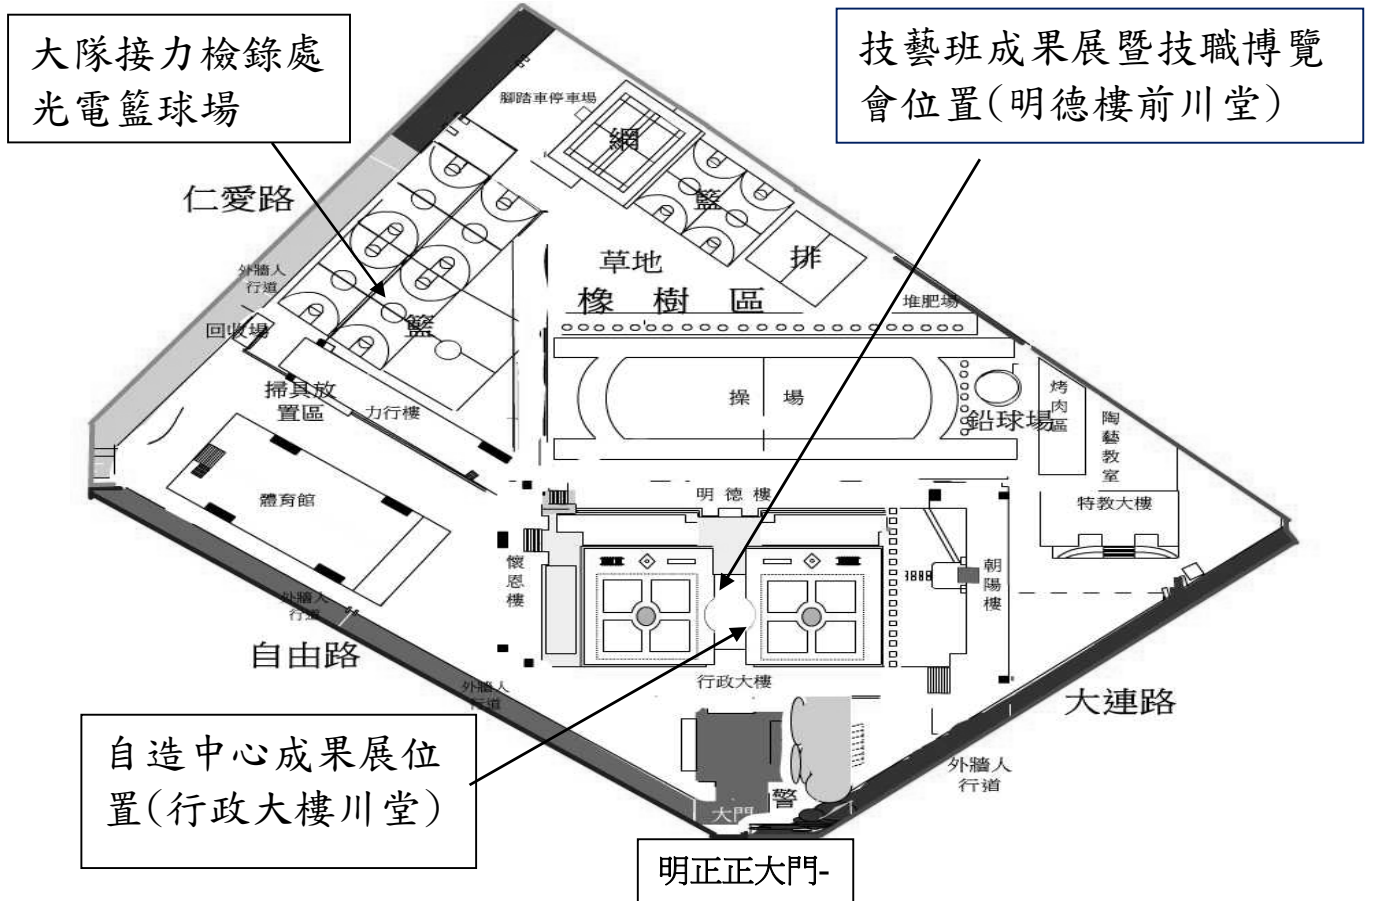 大隊接力檢錄處
光電籃球場
技藝班成果展暨技職博覽
會位置(明德樓前川堂)
腳踏車停車場
網
籃
排
仁愛路
草地
橡樹區
外牆人
行道
堆肥場
回收場
籃
掃具放
置區
力行樓
操場
鉛球場
烤肉區
陶藝教室
體育館
明德樓
特教大樓
懷恩樓
朝陽樓
外牆人
行道
自由路
外牆人
行道
行政大樓
大連路
外牆人
行道
自造中心成果展位
置(行政大樓川堂)
大門
警
明正正大門-